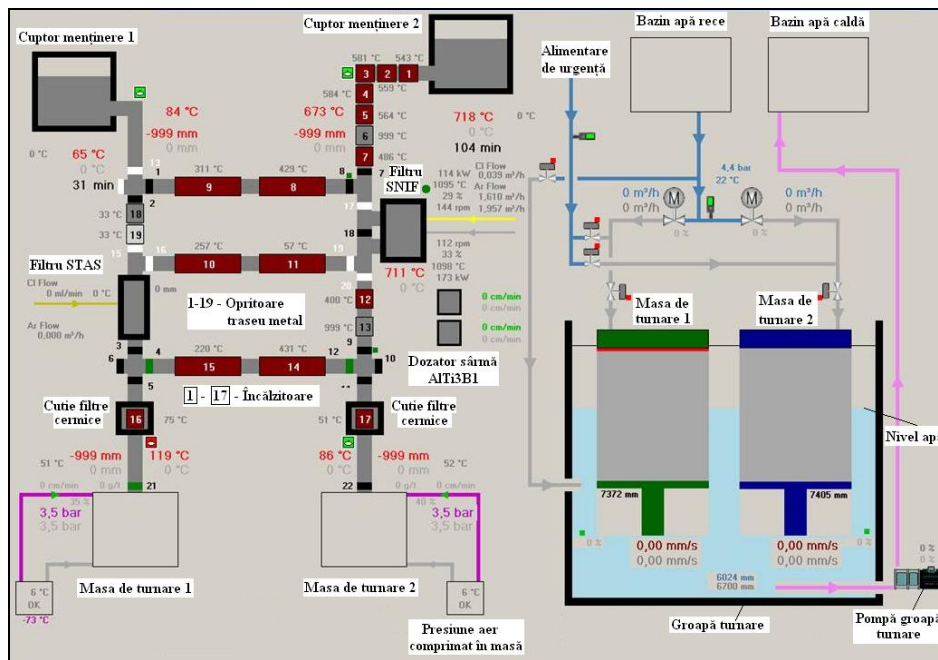 Cuptor menținere 1
Cuptor menținere 2
Bazin apă rece
Bazin apă caldă
Alimentare
de urgență
581 °C
543 °C
3
2
1
584 °C
559 °C
4
84 °C
673 °C
5
564 °C
718 °C
0 °C
-999 mm
-999 mm
6
999 °C
0 °C
0 mm
0 mm
104 min
7
486 °C
0 °C
65 °C
0 °C
31 min
13
1
311 °C
429 °C
8
7
9
8
2
17
Filtru
SNIF
114 kW
1095 °C
29 %
144 rpm
Cl Flow
0,039 m³/h
Ar Flow
1,610 m³/h
1,957 m³/h
4,4 bar
22 °C
0 m³/h
0 m³/h
M
M
0 m³/h
0 m³/h
0 %
0 %
33 °C
18
33 °C
19
18
15
16
257 °C
57 °C
19
10
11
20
112 rpm
33 %
1098 °C
173 kW
711 °C
0 °C
Filtru STAS
Cl Flow
0 ml/min
0 °C
0 mm
Ar Flow
0,000 m³/h
1-19 - Opritoare
traseu metal
400 °C
12
999 °C
13
0 cm/min
0 cm/min
0 cm/min
0 cm/min
Dozator sârmă
AlTi3B1
Masa de
turnare 1
Masa de
turnare 2
3
9
6
4
220 °C
431 °C
12
10
15
14
5
11
1 - 17 - Încălzitoare
Cutie filtre
cermice
16
75 °C
51 °C
17
Cutie filtre
cermice
Nivel apă
-999 mm
0 mm
119 °C
0 °C
86 °C
0 °C
-999 mm
0 mm
51 °C
52 °C
0 cm/min
21
0 g/t
0 g/t
22
0 cm/min
35 %
40 %
3,5 bar
3,5 bar
3,5 bar
3,5 bar
7372 mm
7405 mm
0 %
0,00 mm/s
0,00 mm/s
0,00 mm/s
0,00 mm/s
0 %
0 %
0 %
6024 mm
6700 mm
Masa de turnare 1
Masa de turnare 2
6 °C
OK
-73 °C
6 °C
OK
Presiune aer
comprimat în masă
Groapă turnare
Pompă groapă
turnare